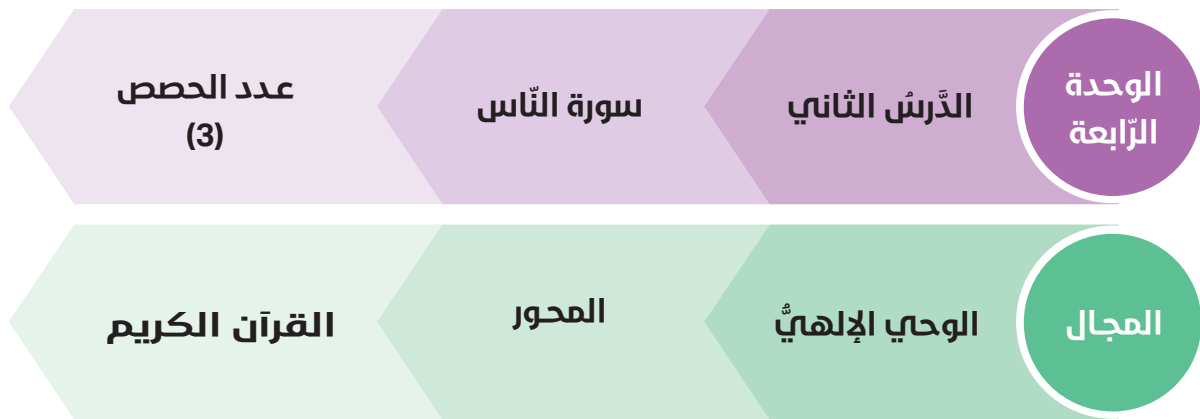 الوحدة
الرّابعة
الدَّرسُ الثاني
سورة النّاس
عدد الحصص
(3)
المجال
الوحي الإلهيُّ
المحور
القرآن الكريم